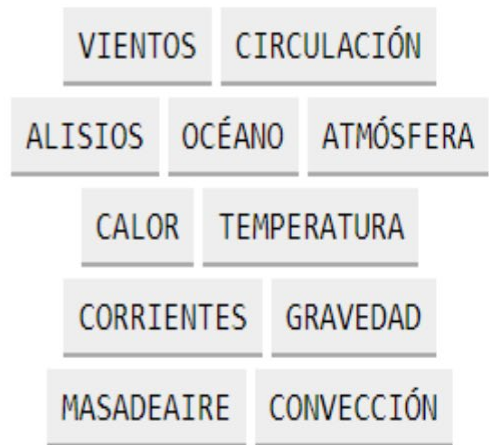 VIENTOS CIRCULACIÓN
ALISIOS OCÉANO ATMÓSFERA
CALOR TEMPERATURA
CORRIENTES GRAVEDAD
MASADEAIRE CONVECCIÓN